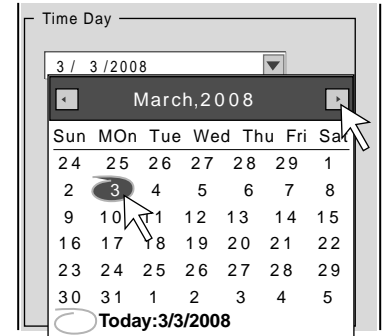 Time Day
3 / 3 /2008
March,2008
Sun MOn Tue Wed Thu Fri Sat
24 25 26 27 28 29 1
2 3 4 5 6 7 8
9 10 11 12 13 14 15
16 17 18 19 20 21 22
23 24 25 26 27 28 29
30 31 1 2 3 4 5
Today:3/3/2008